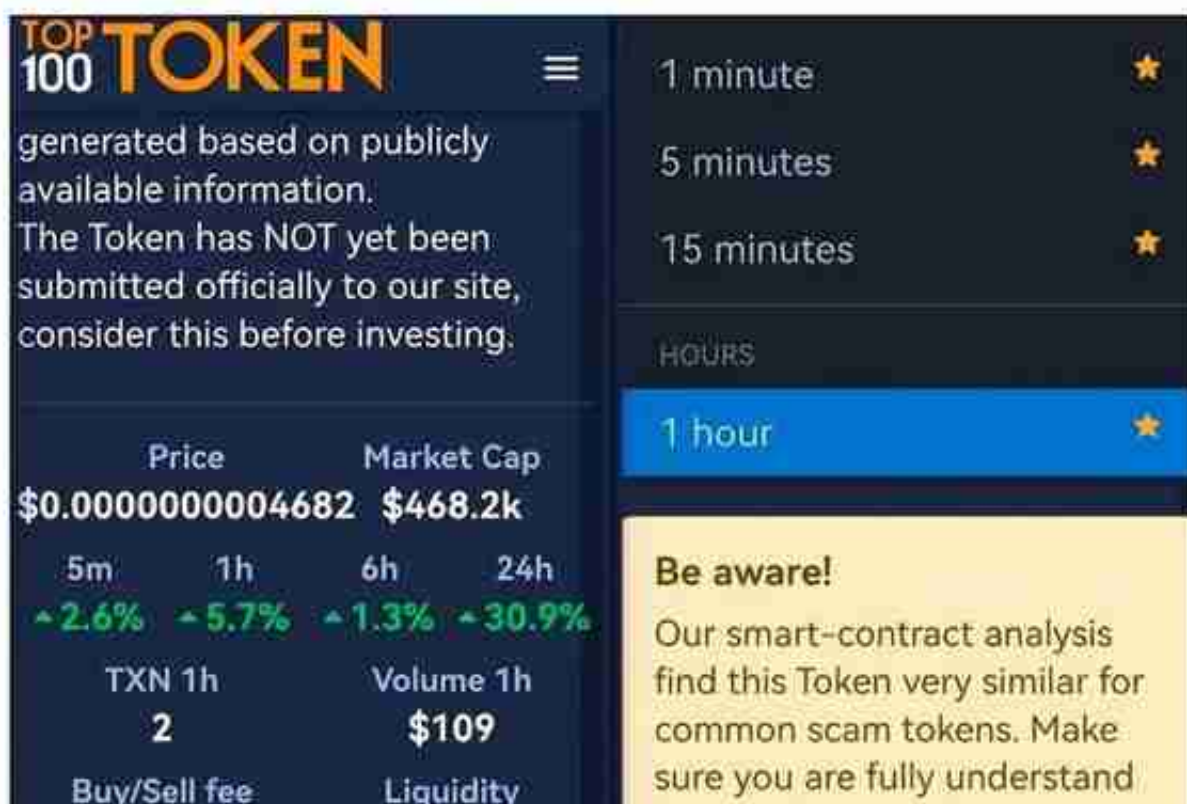 TOP
100 TOKEN
generated based on publicly
available information.
The Token has NOT yet been
submitted officially to our site,
consider this before investing.
Price Market Cap
$0.0000000004682 $468.2k
5m 1h 6h 24h
2.6% 5.7% 1.3% 30.9%
TXN 1h Volume 1h
2 $109
Buy/Sell fee Liquidity
1 minute
5 minutes
15 minutes
HOURS
1 hour
Be aware!
Our smart-contract analysis
find this Token very similar for
common scam tokens. Make
sure you are fully understand